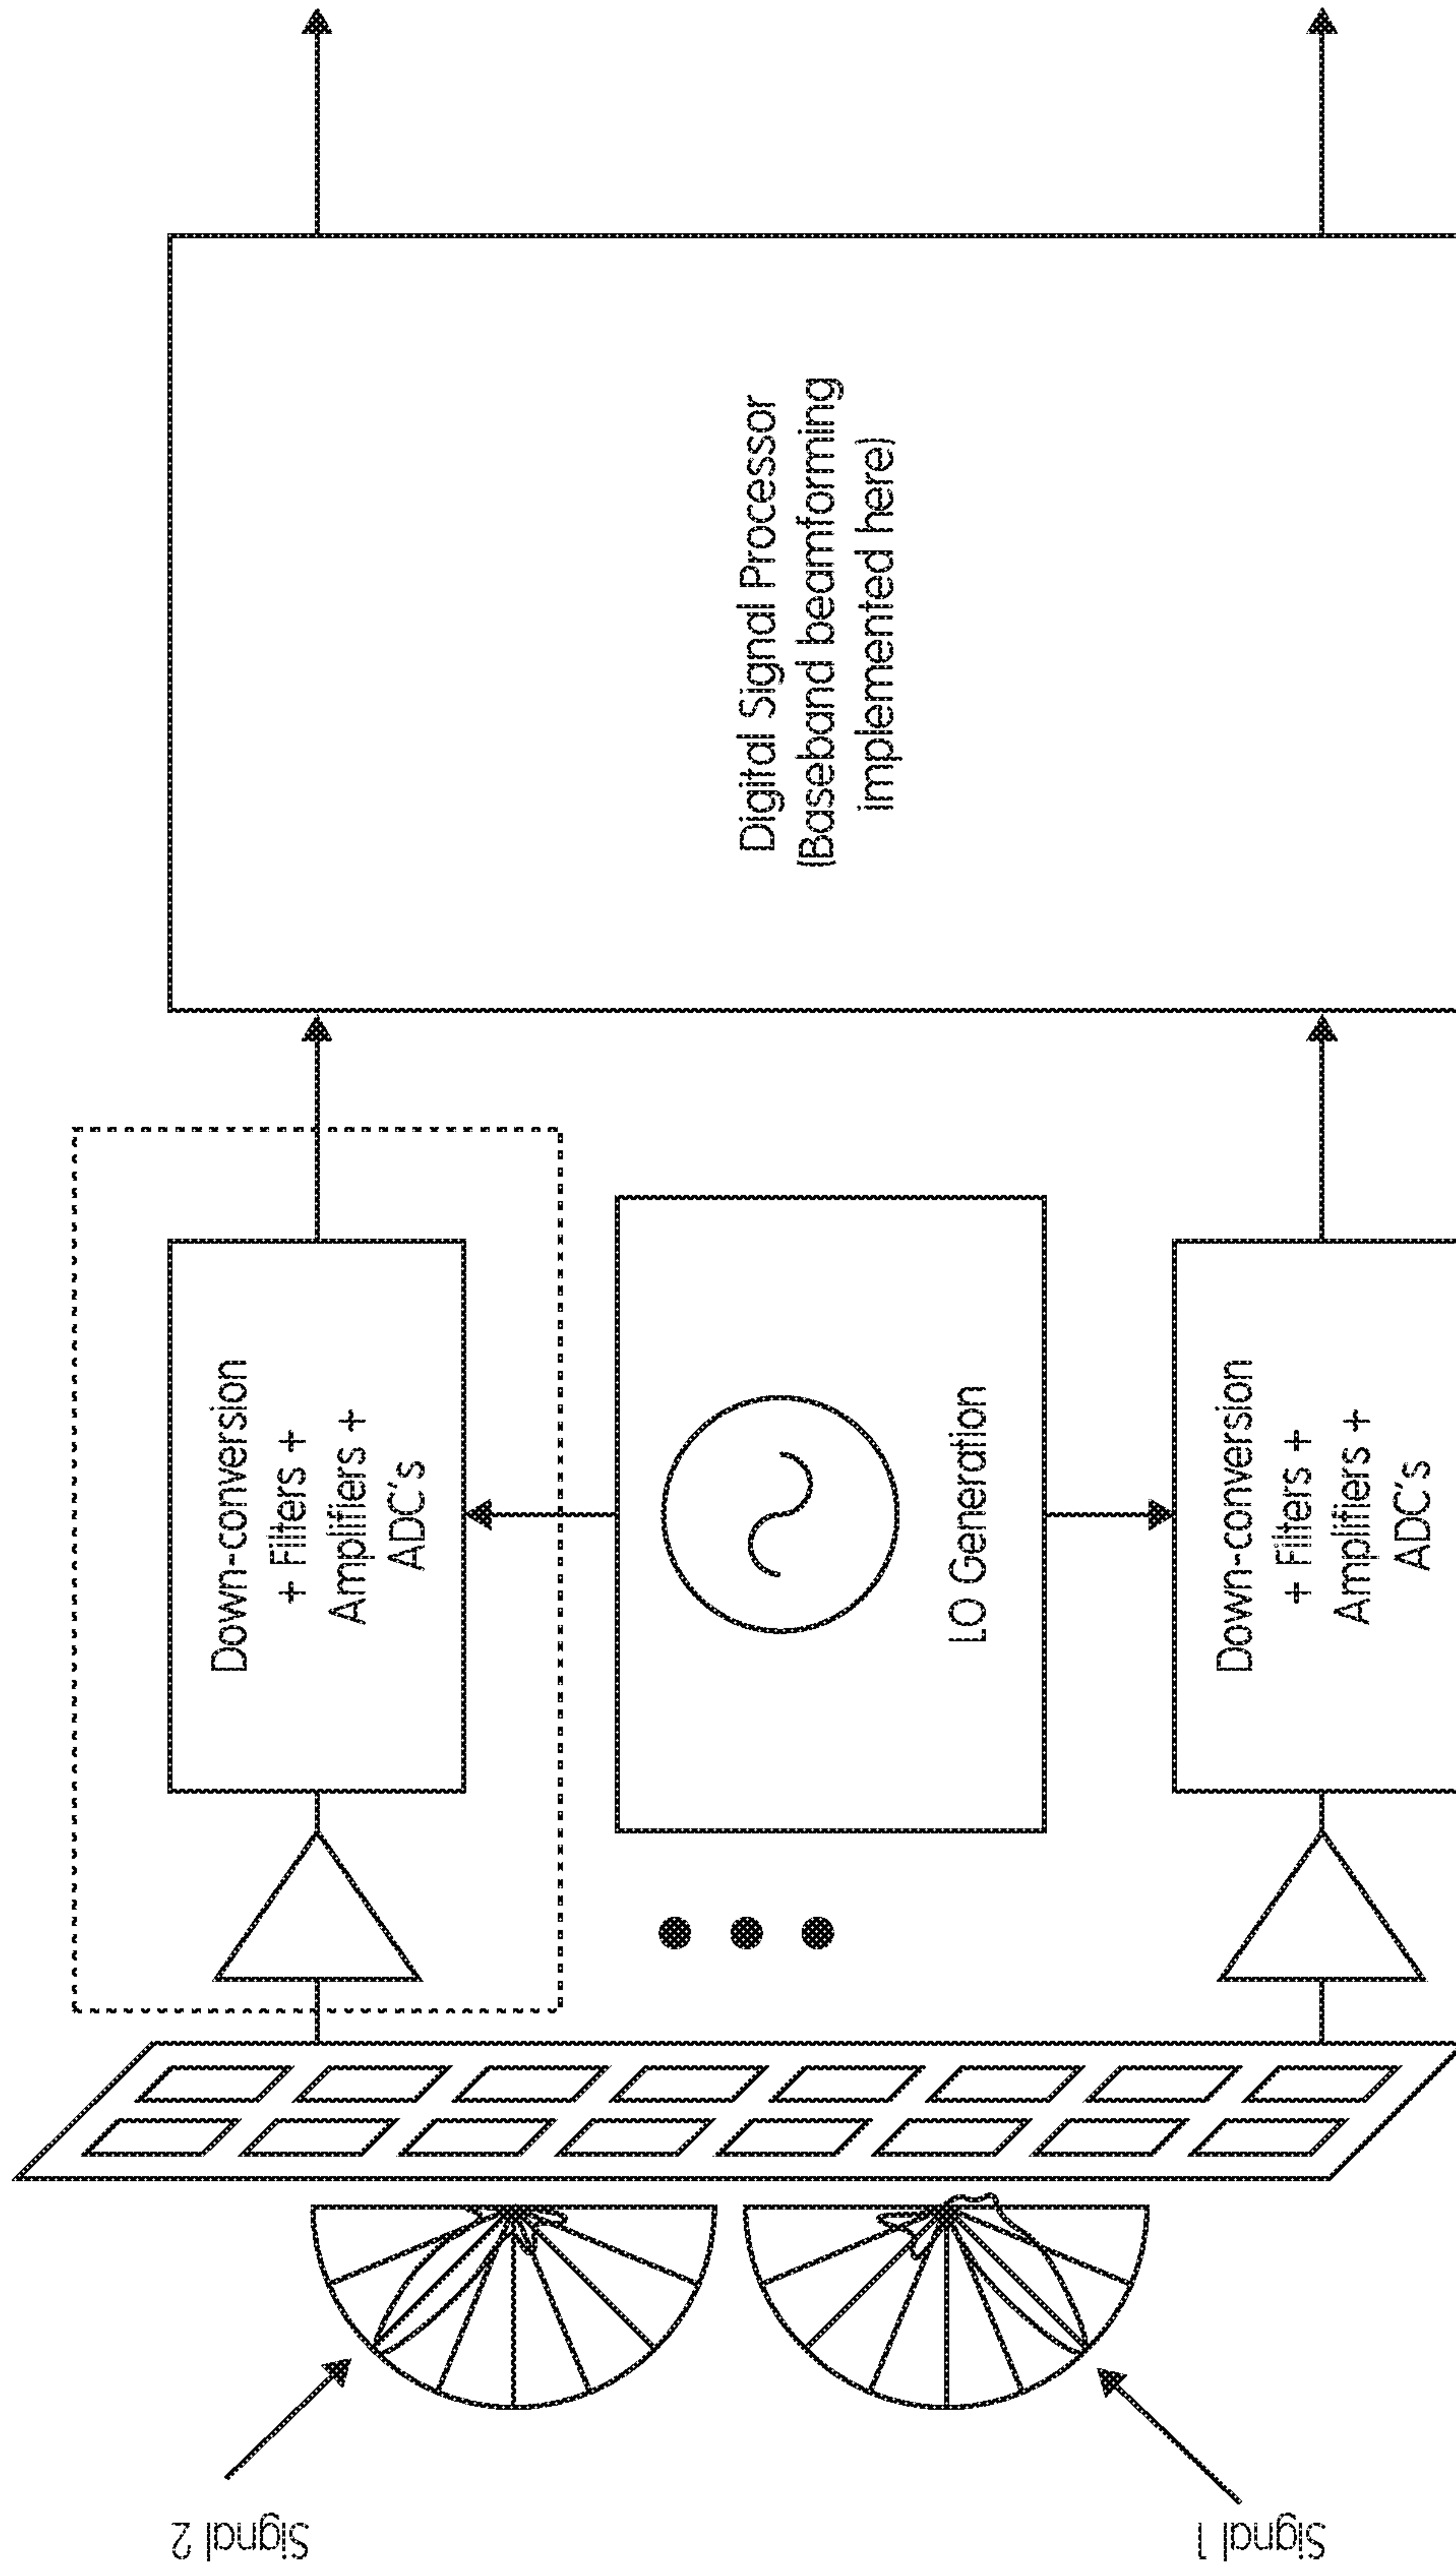 Signal 2
Signal 1
Down-conversion
+ Filters +
Amplifiers +
ADC's
LO Generation
Down-conversion
+ Filters +
Amplifiers +
ADC's
Digital Signal Processor
(Baseband beamforming
implemented here)